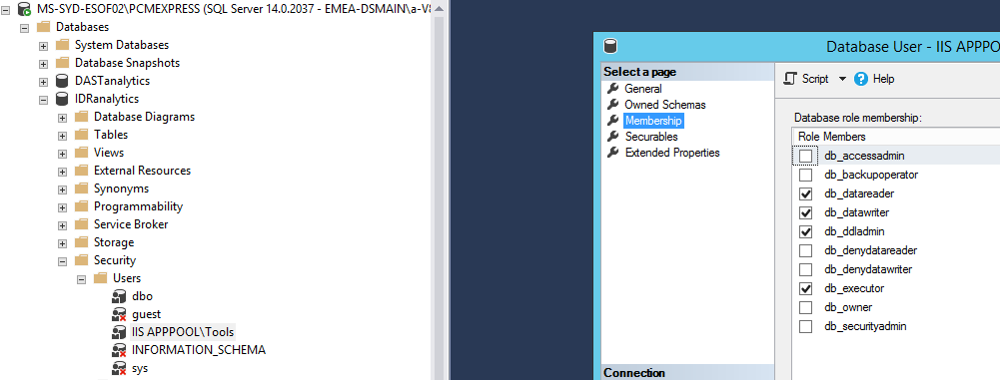 MS-SYD-ESOF02\PCMEXPRESS (SQL Server 14.0.2037 - EMEA-DSMAIN\a-V8
Databases
System Databases
Database Snapshots
DASTanalytics
IDRanalytics
Database Diagrams
Tables
Views
External Resources
Synonyms
Programmability
Service Broker
Storage
Security
Users
dbo
guest
IIS APPPOOL\Tools
INFORMATION_SCHEMA
sys
Database User - IIS APPPO
Select a page
General
Owned Schemas
Membership
Securables
Extended Properties
Connection
Script
Help
Database role membership:
Role Members
db_accessadmin
db_backupoperator
db_datareader
db_datawriter
db_ddladmin
db_denydatareader
db_denydatawriter
db_executor
db_owner
db_securityadmin